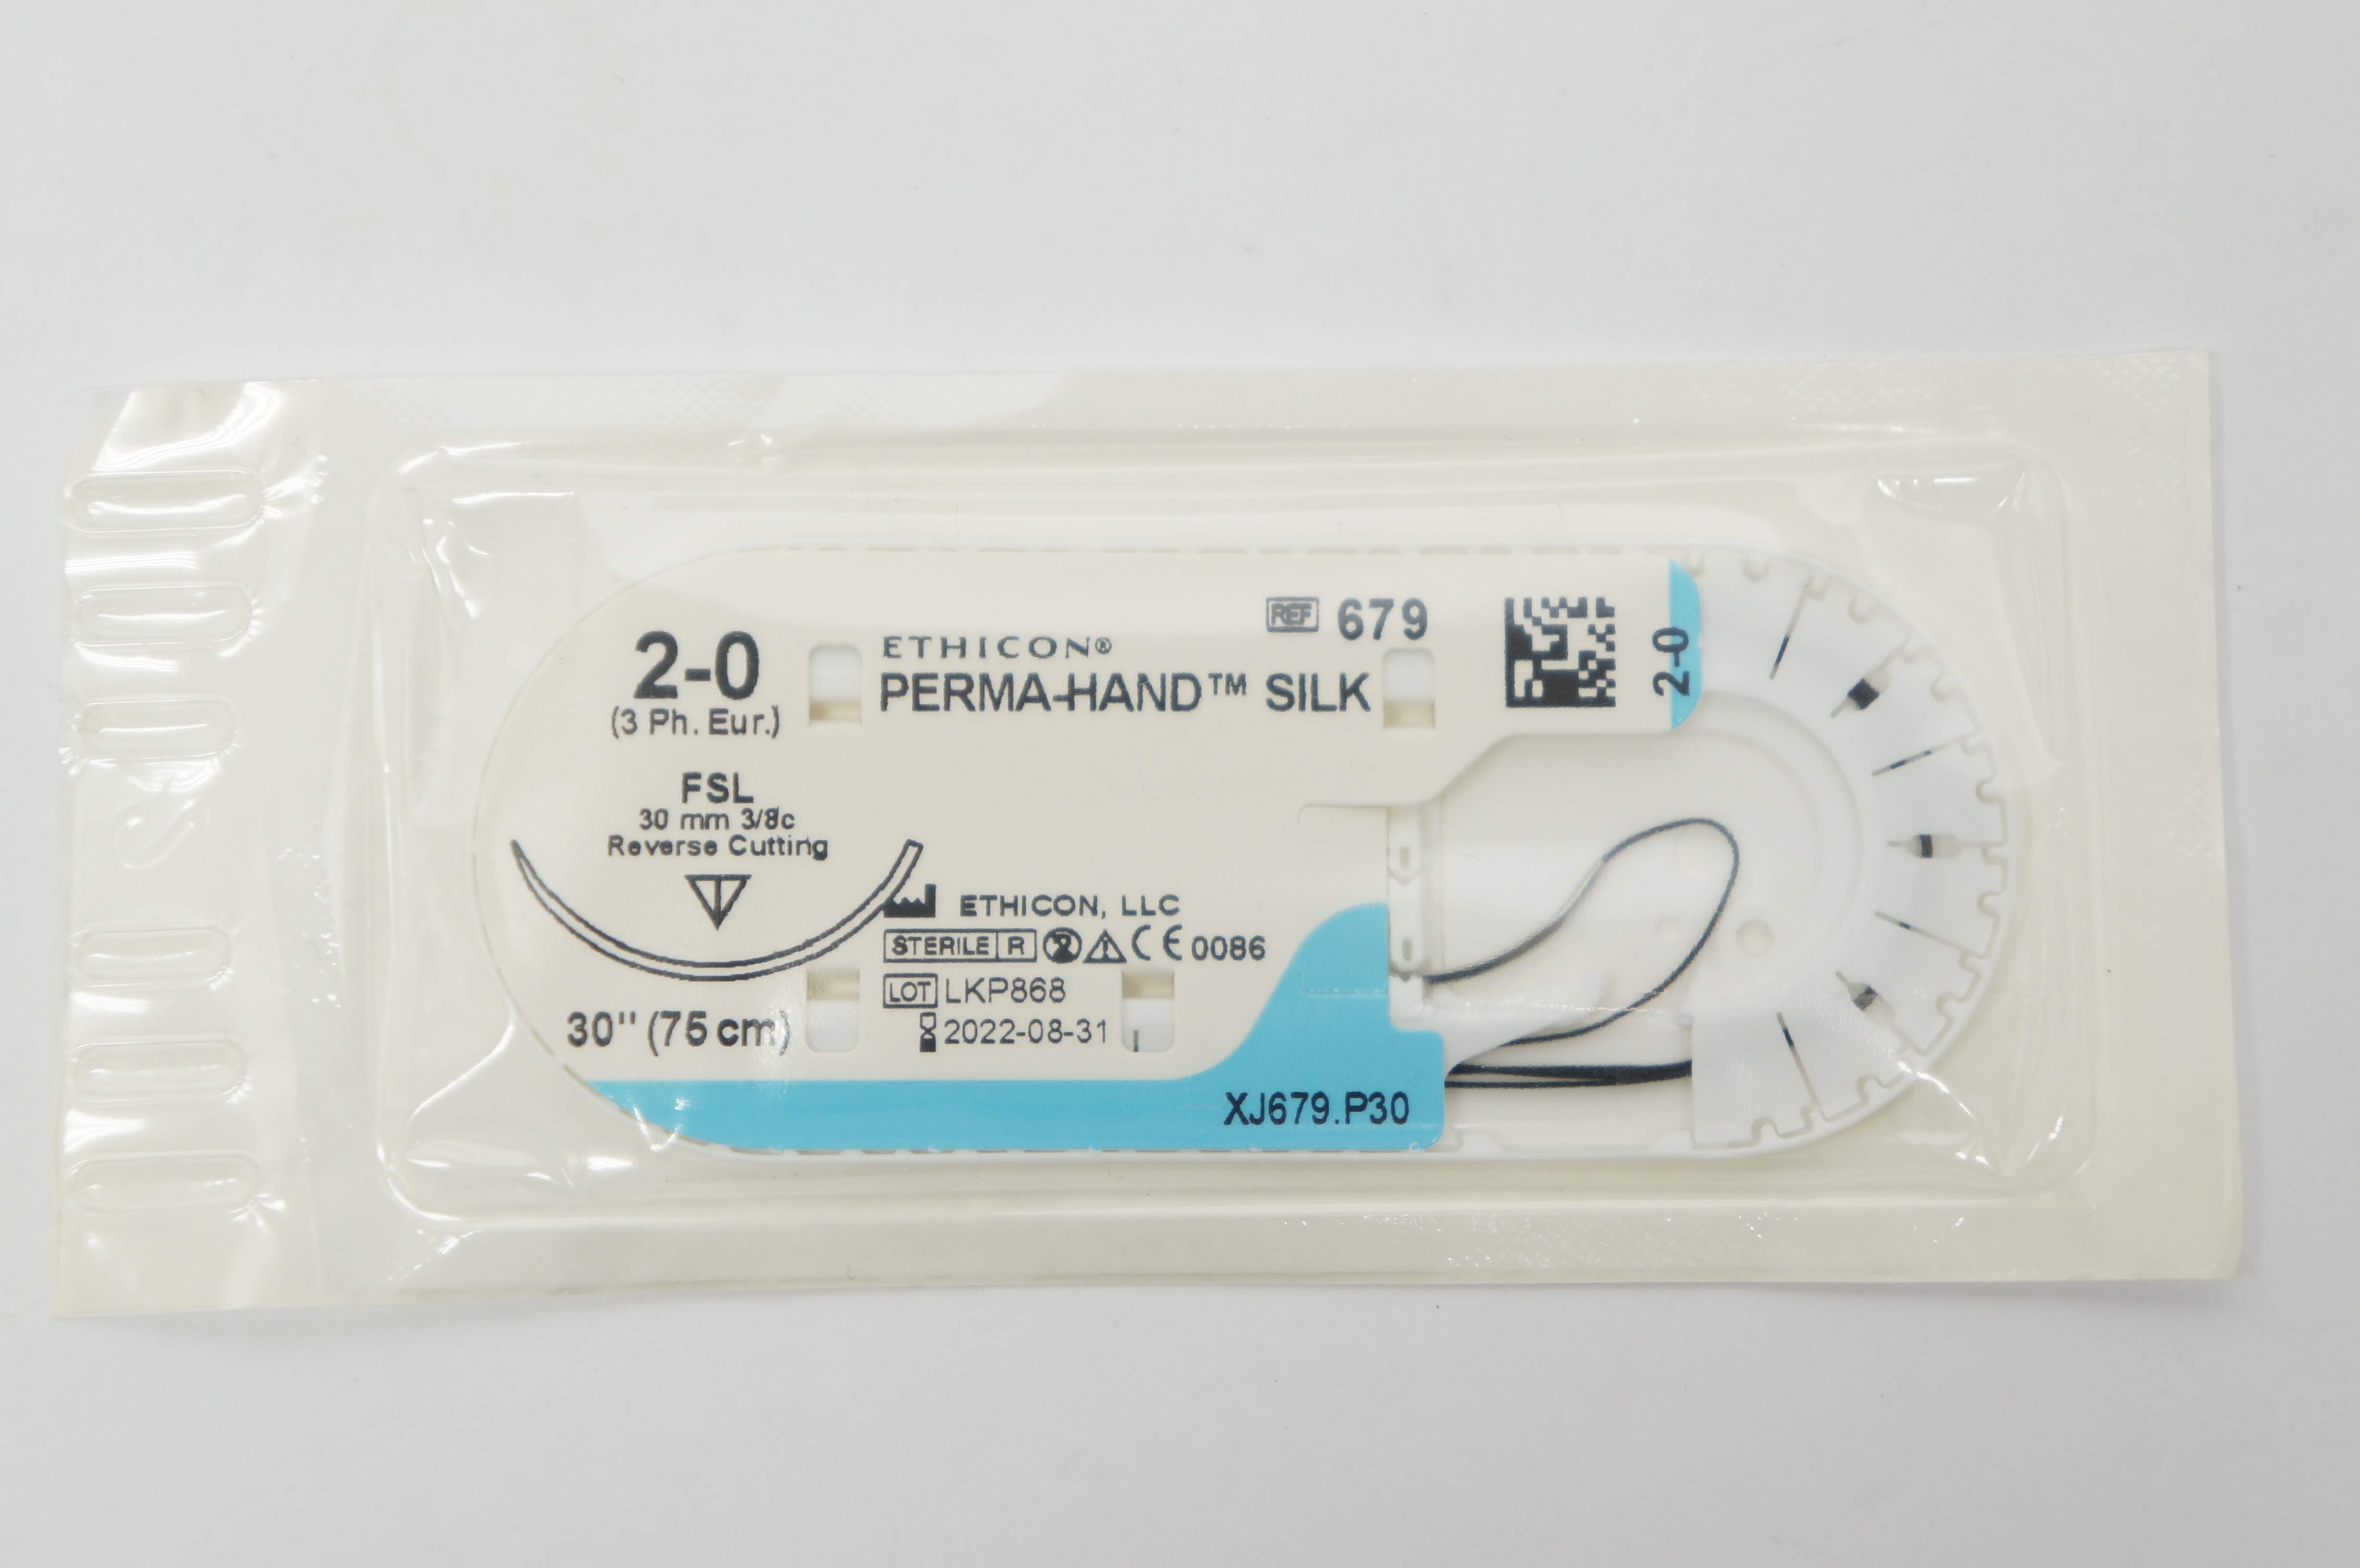 2-0
(3 Ph. Eur.)
FSL
30 mm 3/8c
Reverse Cutting
30" (75 cm)
REF 679
ETHICON®
PERMA-HAND™ SILK
2-0
ETHICON, LLC
STERILE R CE 0086
LOT LKP868
2022-08-31
XJ679.P30